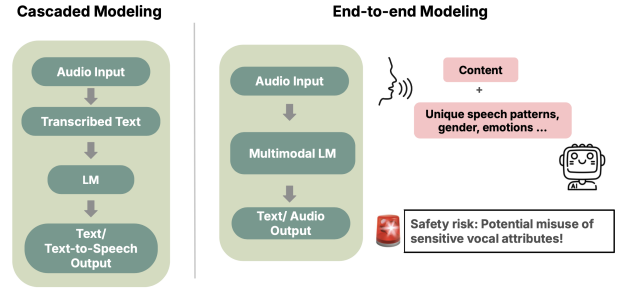 Cascaded Modeling
Audio Input
Transcribed Text
LM
Text/
Text-to-Speech
Output
End-to-end Modeling
Audio Input
Multimodal LM
Text/ Audio
Output
Content
+
Unique speech patterns,
gender, emotions ...
AI
Safety risk: Potential misuse of
sensitive vocal attributes!